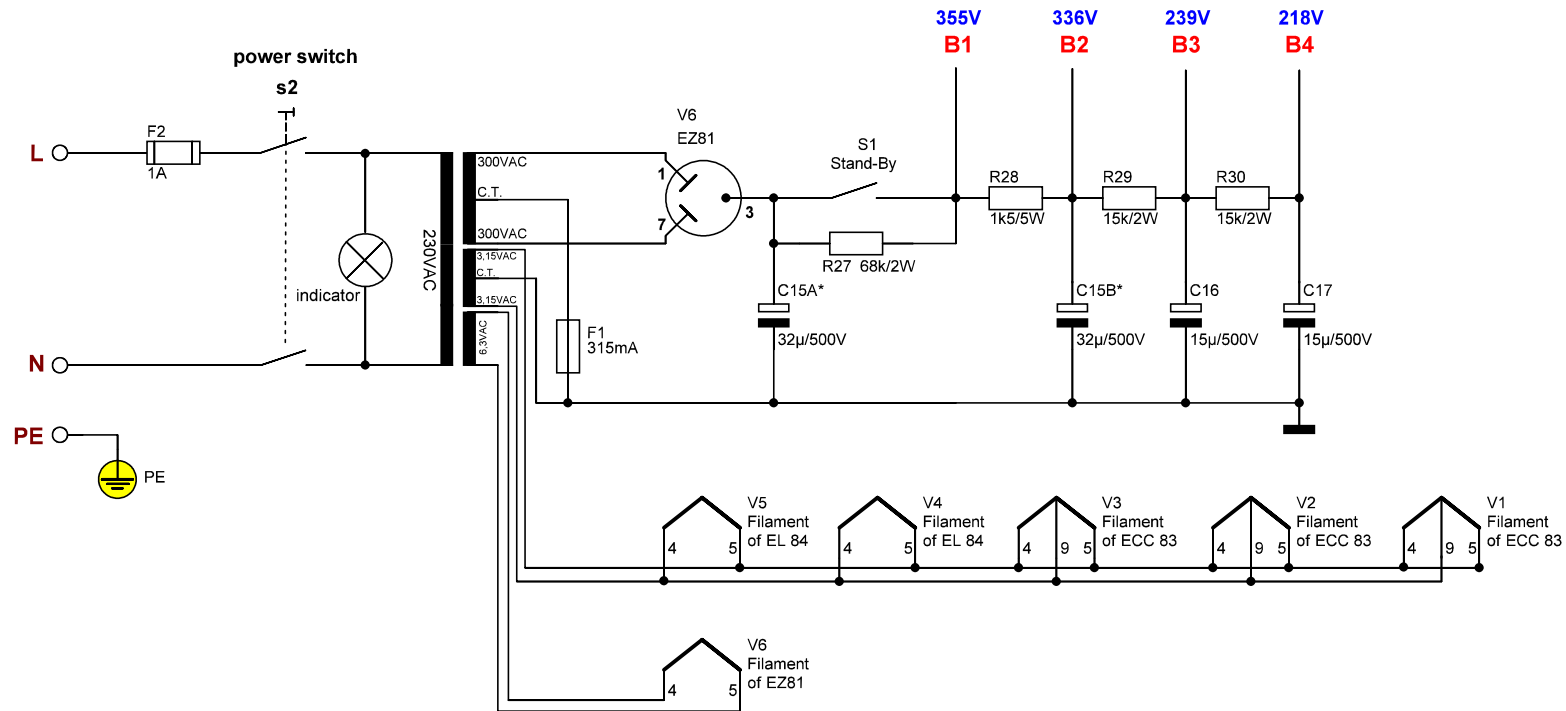 355V 336V 239V 218V
B1 B2 B3 B4
power switch
s2
V6
EZ81
F2
L
1A
300VAC
C.T.
300VAC
1
7
3
S1
Stand-By
R28
1k5/5W
R29
15k/2W
R30
15k/2W
R27 68k/2W
230VAC
3,15VAC
C.T.
3,15VAC
6,3VAC
indicator
F1
315mA
C15A*
32µ/500V
C15B*
32µ/500V
C16
15µ/500V
C17
15µ/500V
N
PE
PE
V5
Filament
of EL 84
4 5
V4
Filament
of EL 84
4 5
V3
Filament
of ECC 83
4 9 5
V2
Filament
of ECC 83
4 9 5
V1
Filament
of ECC 83
4 9 5
V6
Filament
of EZ81
4 5